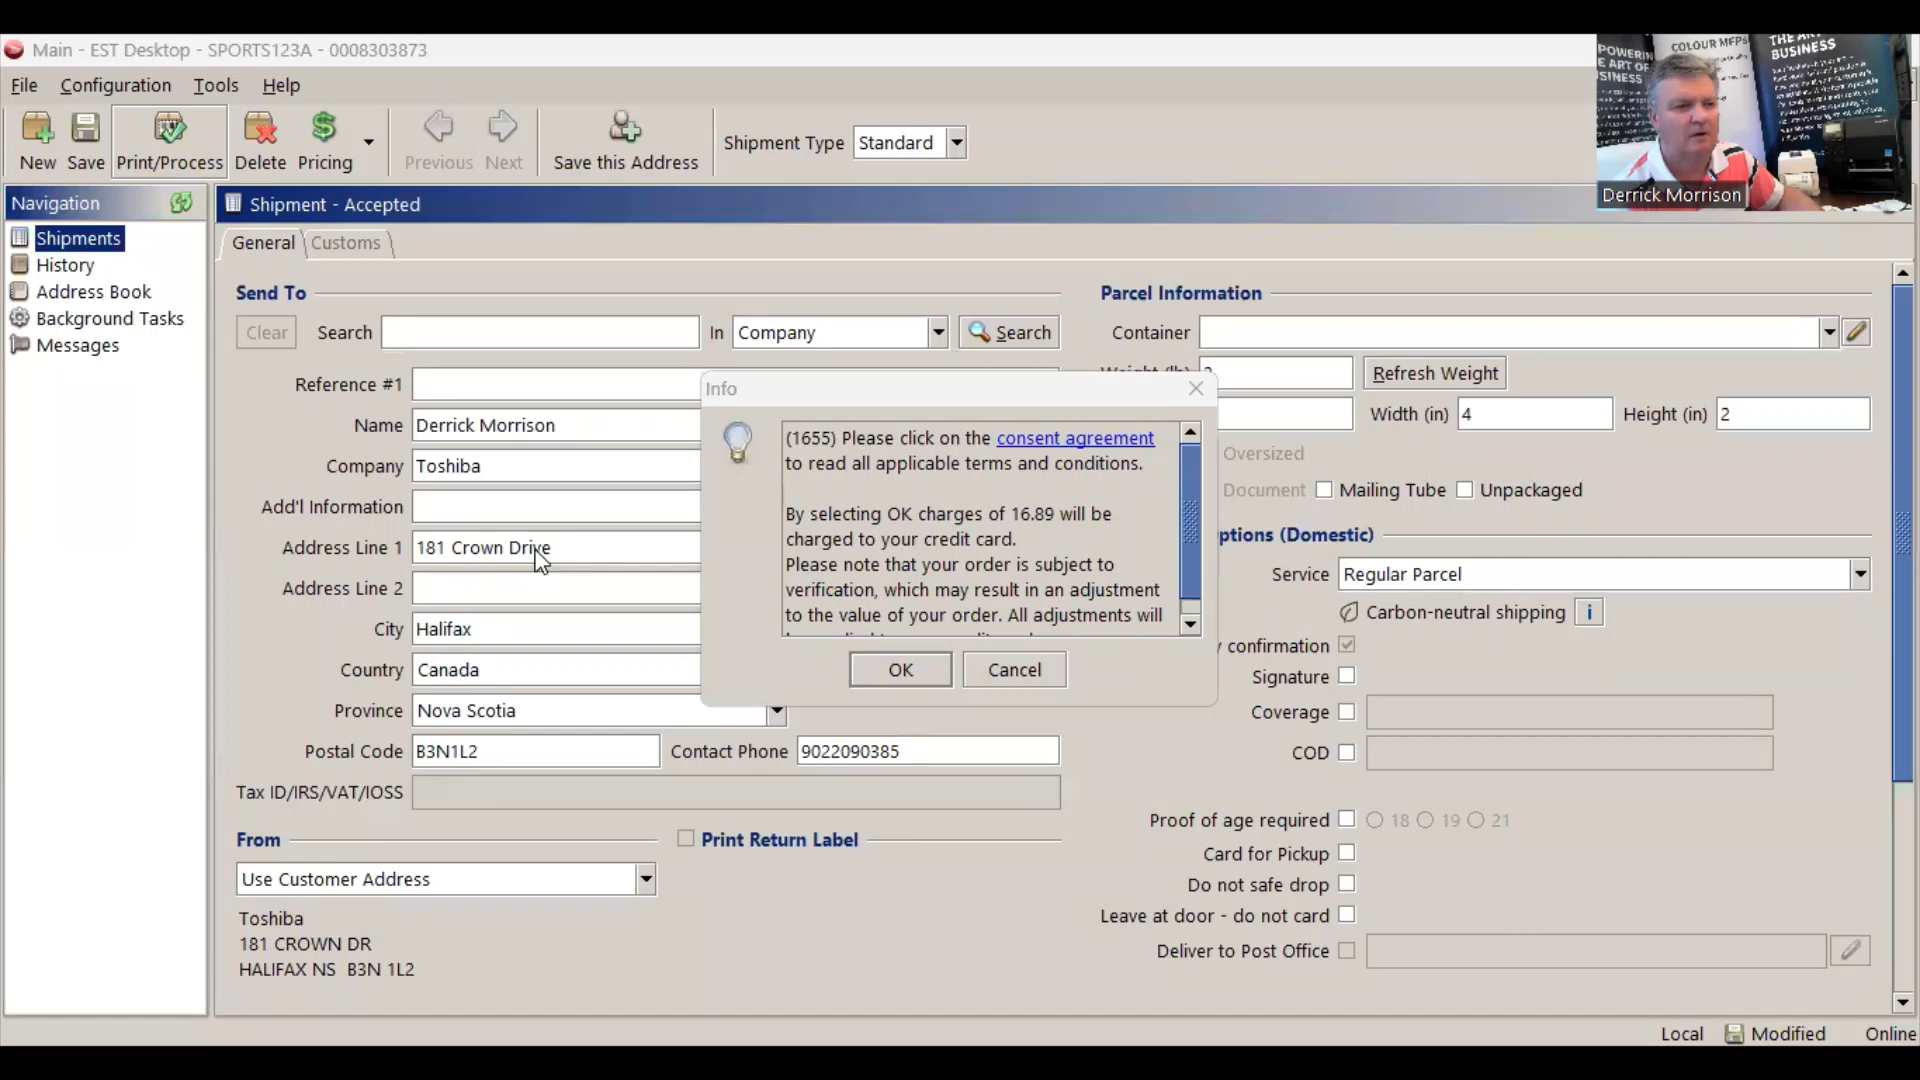 Main - EST Desktop - SPORTS123A - 0008303873
File Configuration Tools Help
New Save Print/Process Delete Pricing Previous Next Save this Address Shipment Type Standard
POWERIN
E ART OF
SINESS
COLOUR MFPs
THE ART
BUSINESS
Derrick Morrison
Navigation
Shipments
History
Address Book
Background Tasks
Messages
Shipment - Accepted
General Customs
Send To
Clear Search In Company Search
Reference #1
Name Derrick Morrison
Company Toshiba
Add'l Information
Address Line 1 181 Crown Drive
Address Line 2
City Halifax
Country Canada
Province Nova Scotia
Postal Code B3N1L2 Contact Phone 9022090385
Tax ID/IRS/VAT/IOSS
From
Use Customer Address
Toshiba
181 CROWN DR
HALIFAX NS B3N 1L2
Print Return Label
Info
(1655) Please click on the consent agreement
to read all applicable terms and conditions.
By selecting OK charges of 16.89 will be
charged to your credit card.
Please note that your order is subject to
verification, which may result in an adjustment
to the value of your order. All adjustments will
OK Cancel
Parcel Information
Container
Refresh Weight
Width (in) 4 Height (in) 2
Oversized
Document Mailing Tube Unpackaged
ptions (Domestic)
Service Regular Parcel
Carbon-neutral shipping i
y confirmation
Signature
Coverage
COD
Proof of age required 18 19 21
Card for Pickup
Do not safe drop
Leave at door - do not card
Deliver to Post Office
Local Modified Online